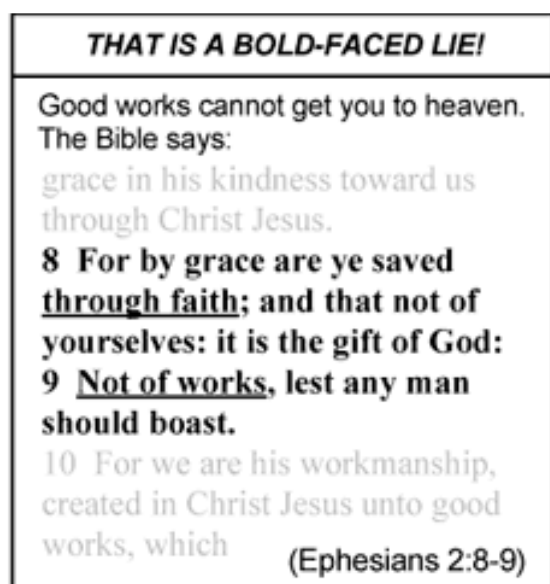 THAT IS A BOLD-FACED LIE!
Good works cannot get you to heaven.
The Bible says:
grace in his kindness toward us
through Christ Jesus.
8 For by grace are ye saved
through faith; and that not of
yourselves: it is the gift of God:
9 Not of works, lest any man
should boast.
10 For we are his workmanship,
created in Christ Jesus unto good
works, which
(Ephesians 2:8-9)